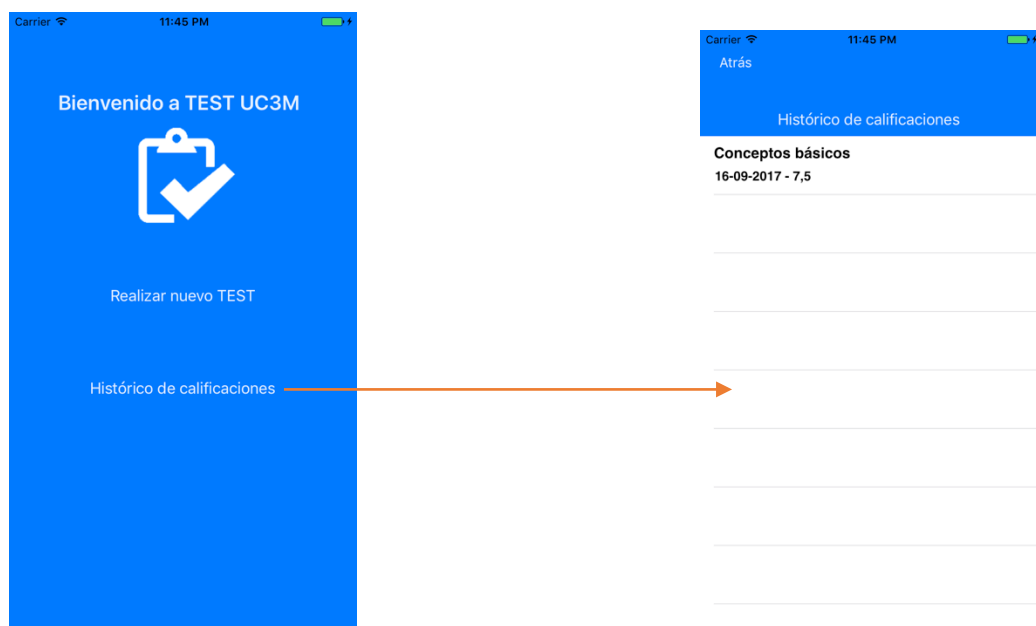 Carrier 11:45 PM
Bienvenido a TEST UC3M
Realizar nuevo TEST
Histórico de calificaciones
Carrier 11:45 PM
Atrás
Histórico de calificaciones
Conceptos básicos
16-09-2017 - 7,5